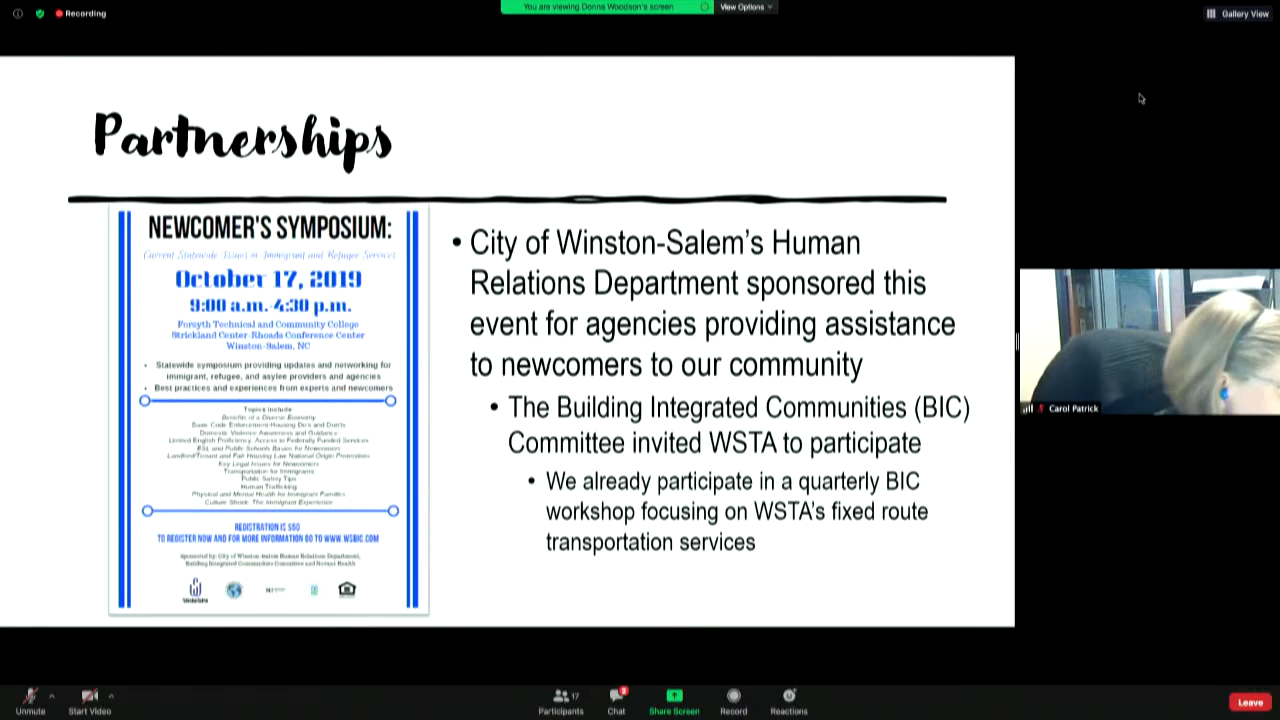 Recording
You are viewing Donna Woodson's screen
View Options
Gallery View
Partnerships
NEWCOMER'S SYMPOSIUM:
Current Statewide Issues in Immigrant and Refugee Services
October 17, 2019
9:00 a.m.-4:30 p.m.
Forsyth Technical and Community College
Strickland Center-Rhoads Conference Center
Winston-Salem, NC
• Statewide symposium providing updates and networking for
immigrant, refugee, and asylee providers and agencies
• Best practices and experiences from experts and newcomers
Topics include
Benefits of a Diverse Economy
Basic Code Enforcement-Housing Do's and Don'ts
Domestic Violence Awareness and Guidance
Limited English Proficiency, Access to Federally Funded Services
ESL and Public Schools Basics for Newcomers
Landlord/Tenant and Fair Housing Law National Origin Protections
Key Legal Issues for Newcomers
Transportation for Immigrants
Public Safety Tips
Human Trafficking
Physical and Mental Health for Immigrant Families
Culture Shock: The Immigrant Experience
REGISTRATION IS $60
TO REGISTER NOW AND FOR MORE INFORMATION GO TO WWW.WSBIC.COM
Sponsored by: City of Winston-Salem Human Relations Department,
Building Integrated Communities Committee and Novant Health
• City of Winston-Salem's Human
Relations Department sponsored this
event for agencies providing assistance
to newcomers to our community
• The Building Integrated Communities (BIC)
Committee invited WSTA to participate
• We already participate in a quarterly BIC
workshop focusing on WSTA's fixed route
transportation services
Carol Patrick
Unmute
Start Video
17
Participants
Chat
Share Screen
Record
Reactions
Leave